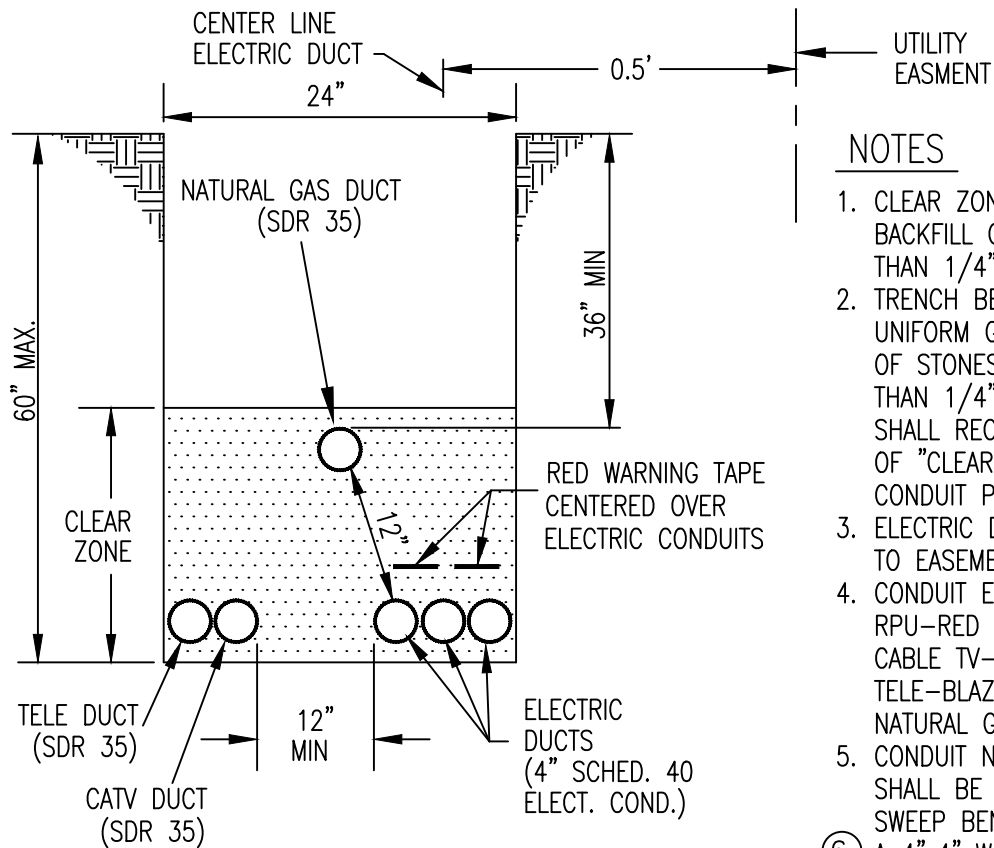 CENTER LINE
ELECTRIC DUCT
0.5'
UTILITY
EASMENT
24"
NATURAL GAS DUCT
(SDR 35)
60" MAX.
36" MIN
CLEAR
ZONE
12"
RED WARNING TAPE
CENTERED OVER
ELECTRIC CONDUITS
TELE DUCT
(SDR 35)
CATV DUCT
(SDR 35)
12"
MIN
ELECTRIC
DUCTS
(4" SCHED. 40
ELECT. COND.)
NOTES
1. CLEAR ZON
BACKFILL
THAN 1/4"
2. TRENCH BE
UNIFORM
OF STONES
THAN 1/4"
SHALL REC
OF "CLEAR
CONDUIT P
3. ELECTRIC D
TO EASEME
4. CONDUIT E
RPU-RED
CABLE TV-
TELE-BLAZ
NATURAL G
5. CONDUIT N
SHALL BE
SWEEP BEN
6. A 4"-4" W